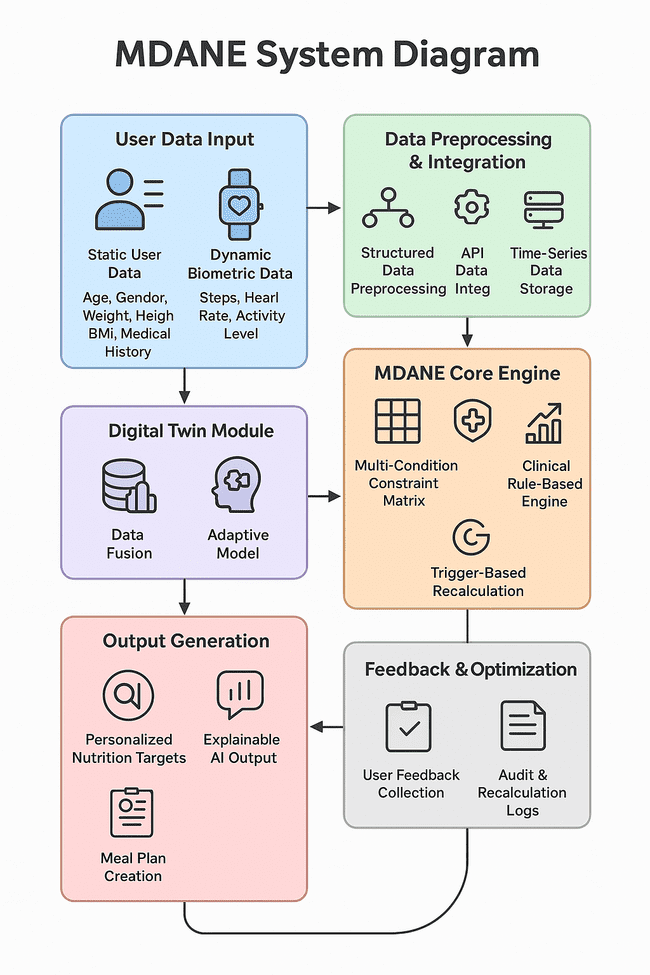 MDANE System Diagram
User Data Input
Static User
Data
Age, Gendor,
Weight, Heigh
BMi, Medical
History
Dynamic
Biometric Data
Steps, Hearl
Rate, Activity
Level
Data Preprocessing
& Integration
Structured
Data
Preprocessing
API
Data
Integ
Time-Series
Data
Storage
Digital Twin Module
Data
Fusion
Adaptive
Model
MDANE Core Engine
Multi-Condition
Constraint
Matrix
Clinical
Rule-Based
Engine
Trigger-Based
Recalculation
Output Generation
Personalized
Nutrition Targets
Explainable
AI Output
Meal Plan
Creation
Feedback & Optimization
User Feedback
Collection
Audit &
Recalculation
Logs